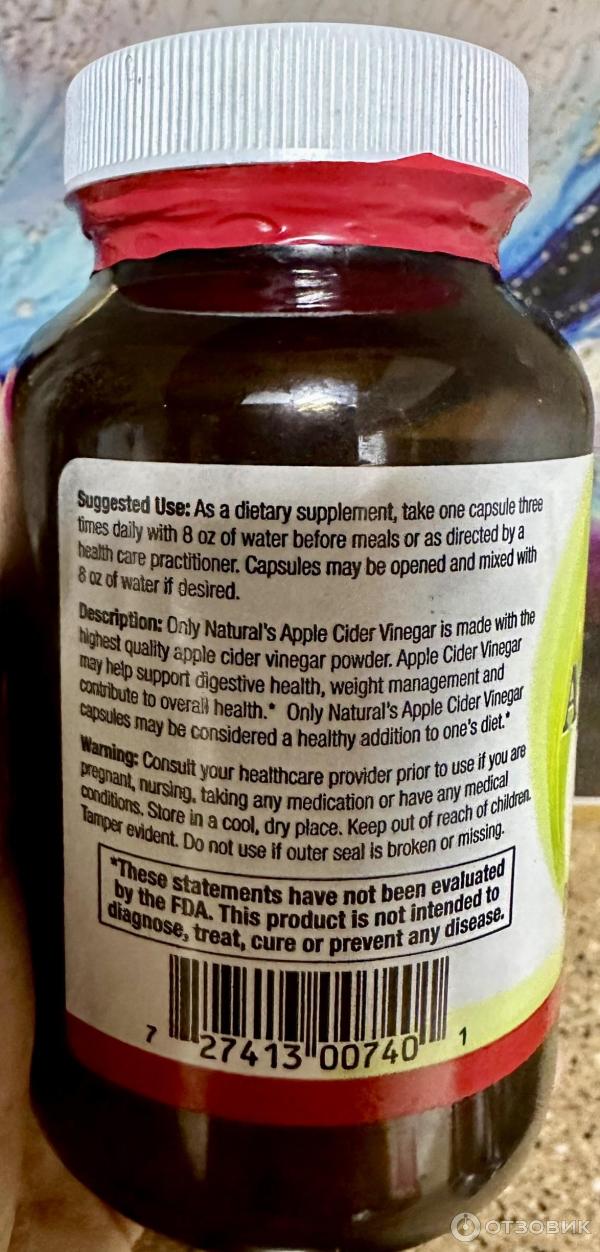 Suggested Use: As a dietary supplement, take one capsule three
times daily with 8 oz of water before meals or as directed by a
health care practitioner. Capsules may be opened and mixed with
8 oz of water if desired.
Description: Only Natural's Apple Cider Vinegar is made with the
highest quality apple cider vinegar powder. Apple Cider Vinegar
may help support digestive health, weight management and
contribute to overall health.* Only Natural's Apple Cider Vinegar
capsules may be considered a healthy addition to one's diet.*
Warning: Consult your healthcare provider prior to use if you are
pregnant, nursing, taking any medication or have any medical
conditions. Store in a cool, dry place. Keep out of reach of children.
Tamper evident. Do not use if outer seal is broken or missing.
*These statements have not been evaluated
by the FDA. This product is not intended to
diagnose, treat, cure or prevent any disease.
7 27413 00740 1
A
ОТЗОВИК